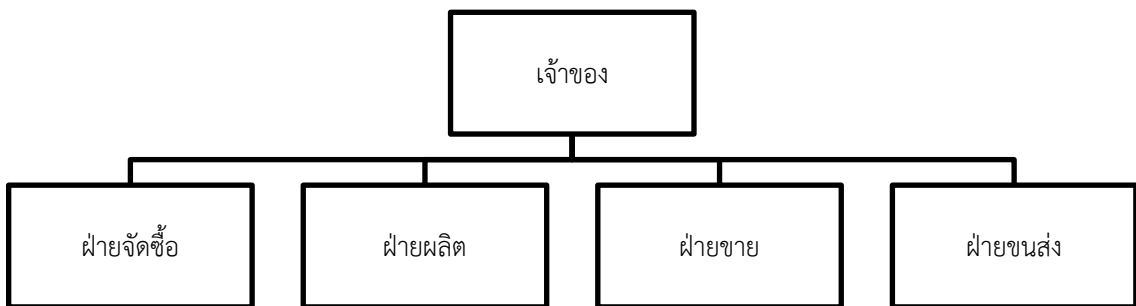 เจ้าของ
ฝ่ายจัดซื้อ
ฝ่ายผลิต
ฝ่ายขาย
ฝ่ายขนส่ง